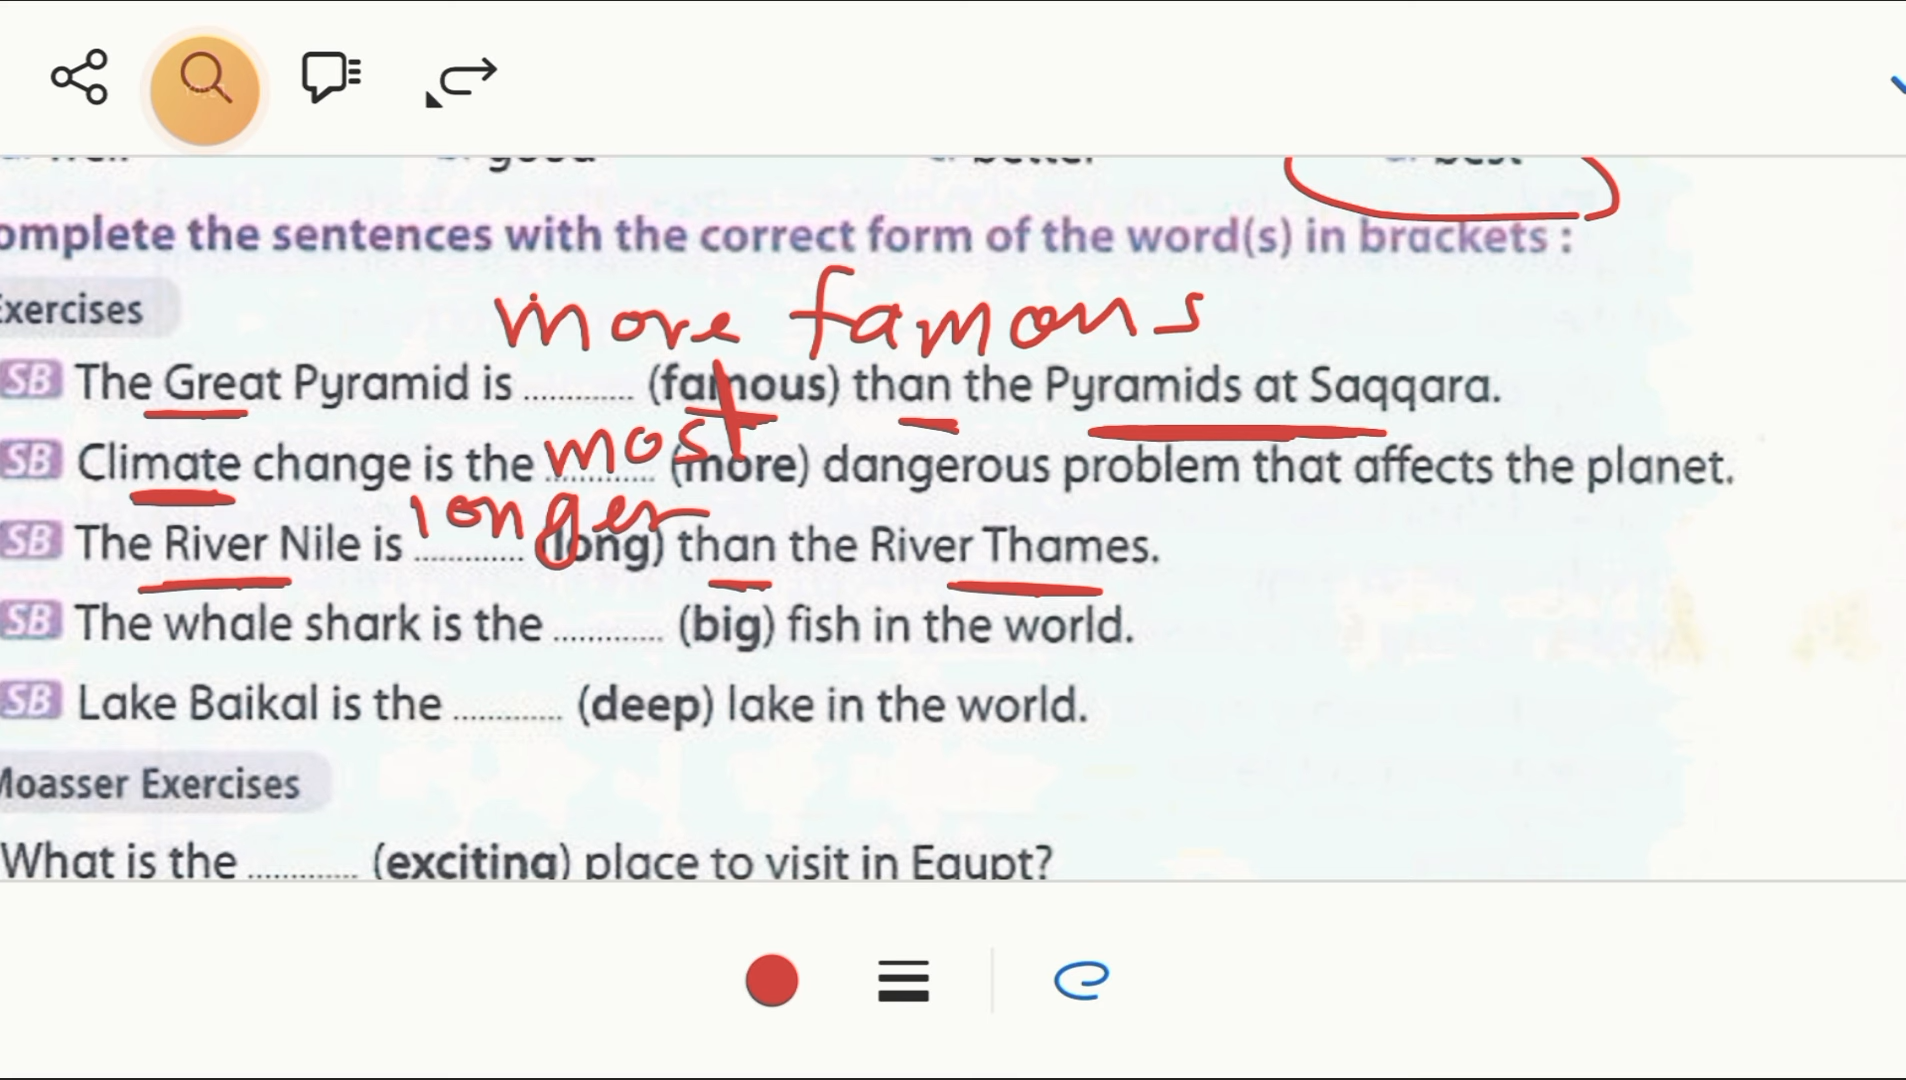 good
better
best
omplete the sentences with the correct form of the word(s) in brackets :
Exercises
more famous
SB The Great Pyramid is ............ (famous) than the Pyramids at Saqqara.
most
SB Climate change is the ............ (more) dangerous problem that affects the planet.
longer
SB The River Nile is ............ (long) than the River Thames.
SB The whale shark is the ............ (big) fish in the world.
SB Lake Baikal is the ............ (deep) lake in the world.
Moasser Exercises
What is the ............ (exciting) place to visit in Egypt?